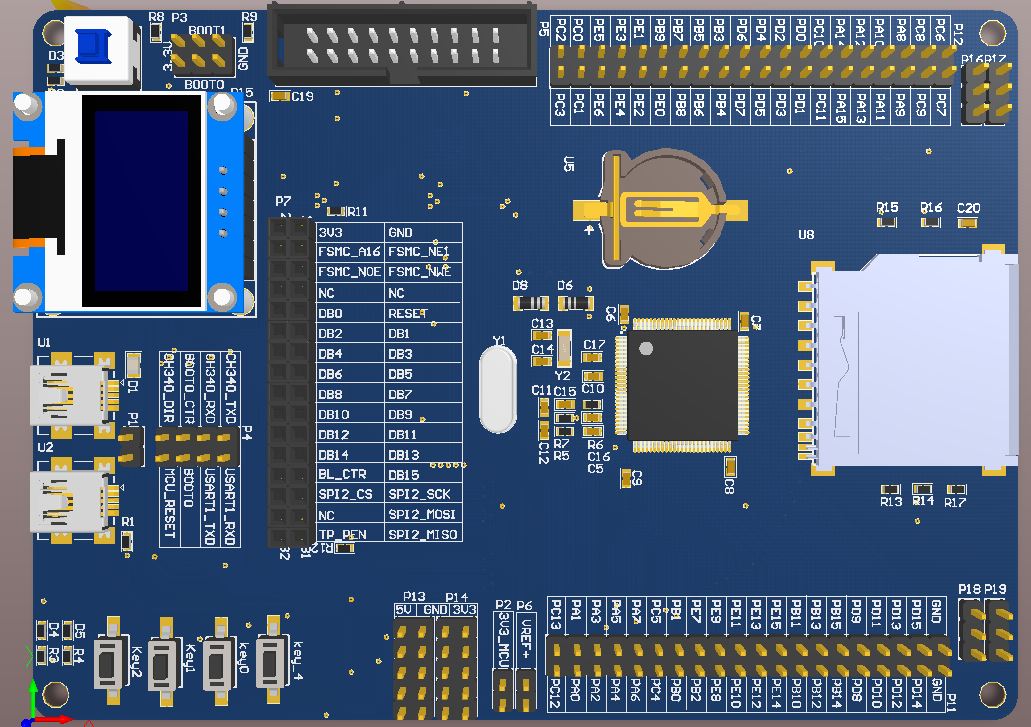 R8
P3
BOOT1
R9
3.3V
GND
BOOT0
D3
P15
C19
P5
PC2 PC0 PE5 PE3 PE1 PB9 PB7 PB5 PB3 PD6 PD4 PD3 PD1 PD0 PC10 PA14 PA12 PA10 PC8 PC6
P12
PC3 PC1 PE6 PE4 PE2 PE0 PB8 PB6 PB4 PD7 PD5 PD2 PC12 PC11 PA15 PA13 PA11 PA9 PC9 PC7
P16 P17
U5
+
R15
R16
C20
U8
P7
R11
3V3 GND
FSMC_A16 FSMC_NE1
FSMC_NOE FSMC_NWE
NC NC
DB0 RESET
DB2 DB1
DB4 DB3
DB6 DB5
DB8 DB7
DB10 DB9
DB12 DB11
DB14 DB13
BL_CTR DB15
SPI2_CS SPI2_SCK
NC SPI2_MOSI
TP_PEN SPI2_MISO
R12
32
31
D8
D6
C6
C13
C14
C17
Y1
Y2
C10
C11
C15
C12
R7
R5
R6
C16
C5
C9
C8
R13
R14
R17
U1
D1
CH340_DIR BOOT0_CTR CH340_RXD CH340_TXD
P1
P4
U2
MCU_RESET BOOT0 USART1_TXD USART1_RXD
R1
D4
D5
R3
R4
Key2
Key1
key0
key_4
P13
P14
5V
GND
3V3
P2
P6
3V3_MCU
VREF+
PC13 PA1 PA3 PA5 PA7 PC5 PB1 PE7 PE9 PE11 PE13 PE15 PB11 PB13 PB15 PD9 PD11 PD13 PD15 GND
PC12 PA0 PA2 PA4 PA6 PC4 PB0 PB2 PE8 PE10 PE12 PE14 PB10 PB12 PB14 PD8 PD10 PD12 PD14 GND
P11
P18
P19